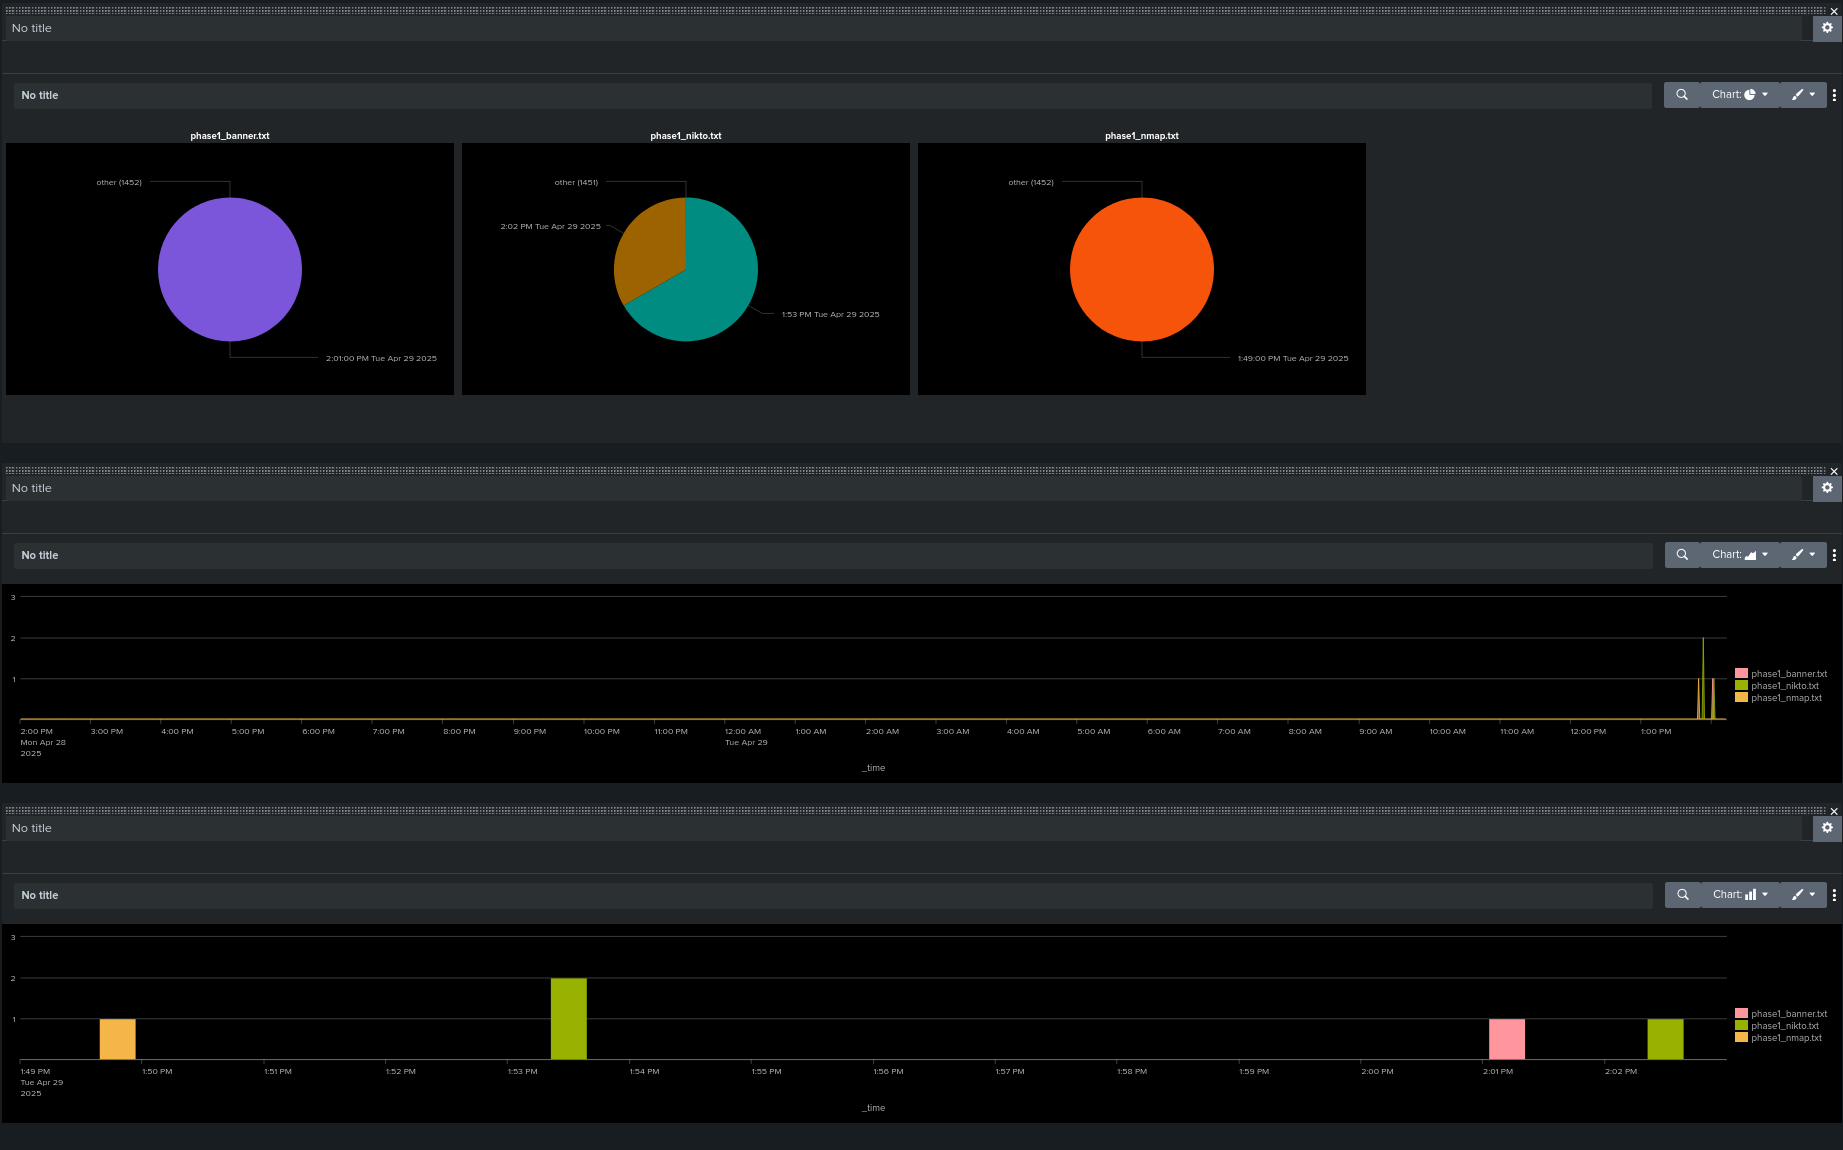 No title
No title
Chart:
phase1_banner.txt
other (1452)
2:01:00 PM Tue Apr 29 2025
phase1_nikto.txt
other (1451)
2:02 PM Tue Apr 29 2025
1:53 PM Tue Apr 29 2025
phase1_nmap.txt
other (1452)
1:49:00 PM Tue Apr 29 2025
No title
No title
Chart:
3
2
1
2:00 PM 3:00 PM 4:00 PM 5:00 PM 6:00 PM 7:00 PM 8:00 PM 9:00 PM 10:00 PM 11:00 PM 12:00 AM 1:00 AM 2:00 AM 3:00 AM 4:00 AM 5:00 AM 6:00 AM 7:00 AM 8:00 AM 9:00 AM 10:00 AM 11:00 AM 12:00 PM 1:00 PM
Mon Apr 28 Tue Apr 29
2025
_time
phase1_banner.txt
phase1_nikto.txt
phase1_nmap.txt
No title
No title
Chart:
3
2
1
1:49 PM 1:50 PM 1:51 PM 1:52 PM 1:53 PM 1:54 PM 1:55 PM 1:56 PM 1:57 PM 1:58 PM 1:59 PM 2:00 PM 2:01 PM 2:02 PM
Tue Apr 29
2025
_time
phase1_banner.txt
phase1_nikto.txt
phase1_nmap.txt